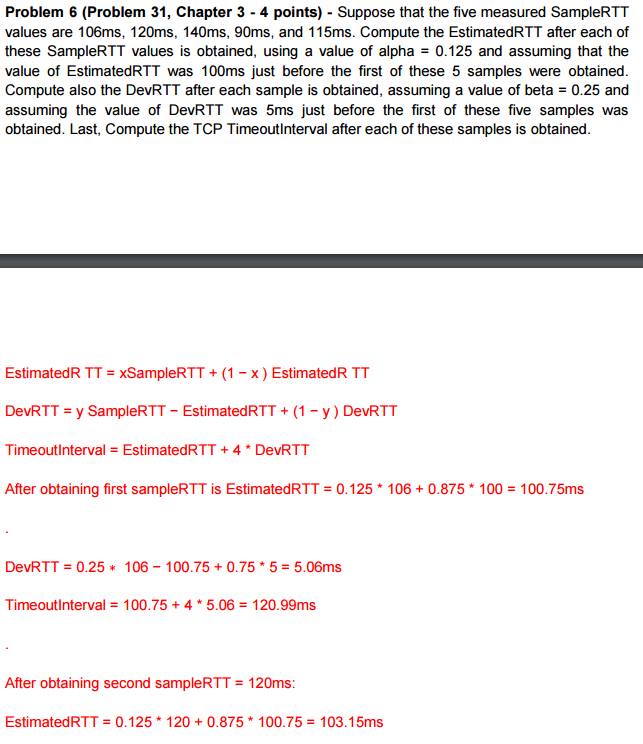 Problem 6 (Problem 31, Chapter 3 - 4 points) - Suppose that the five measured SampleRTT
values are 106ms, 120ms, 140ms, 90ms, and 115ms. Compute the EstimatedRTT after each of
these SampleRTT values is obtained, using a value of alpha = 0.125 and assuming that the
value of EstimatedRTT was 100ms just before the first of these 5 samples were obtained.
Compute also the DevRTT after each sample is obtained, assuming a value of beta = 0.25 and
assuming the value of DevRTT was 5ms just before the first of these five samples was
obtained. Last, Compute the TCP TimeoutInterval after each of these samples is obtained.
EstimatedR TT = xSampleRTT + (1 − x ) EstimatedR TT
DevRTT = y SampleRTT − EstimatedRTT + (1 − y ) DevRTT
TimeoutInterval = EstimatedRTT + 4 * DevRTT
After obtaining first sampleRTT is EstimatedRTT = 0.125 * 106 + 0.875 * 100 = 100.75ms
.
DevRTT = 0.25 * 106 − 100.75 + 0.75 * 5 = 5.06ms
TimeoutInterval = 100.75 + 4 * 5.06 = 120.99ms
.
After obtaining second sampleRTT = 120ms:
EstimatedRTT = 0.125 * 120 + 0.875 * 100.75 = 103.15ms